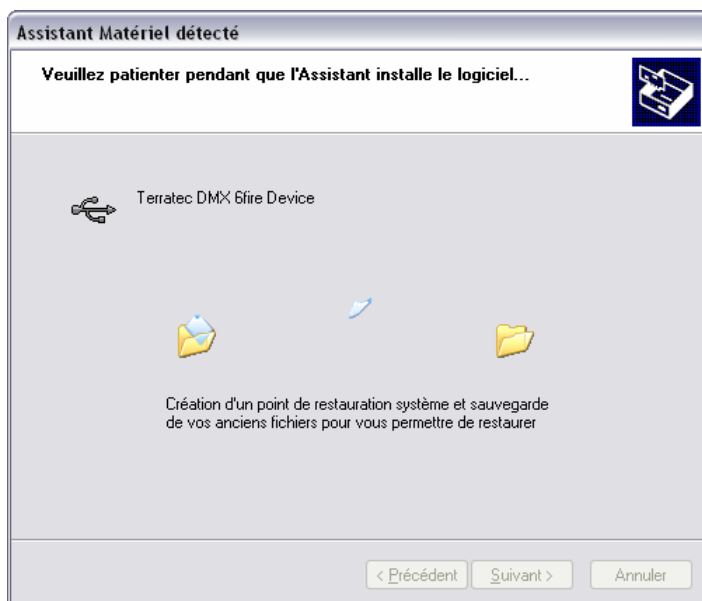 Assistant Matériel détecté
Veuillez patienter pendant que l'Assistant installe le logiciel...
Terratec DMX 6fire Device
Création d'un point de restauration système et sauvegarde
de vos anciens fichiers pour vous permettre de restaurer
< Précédent Suivant > Annuler